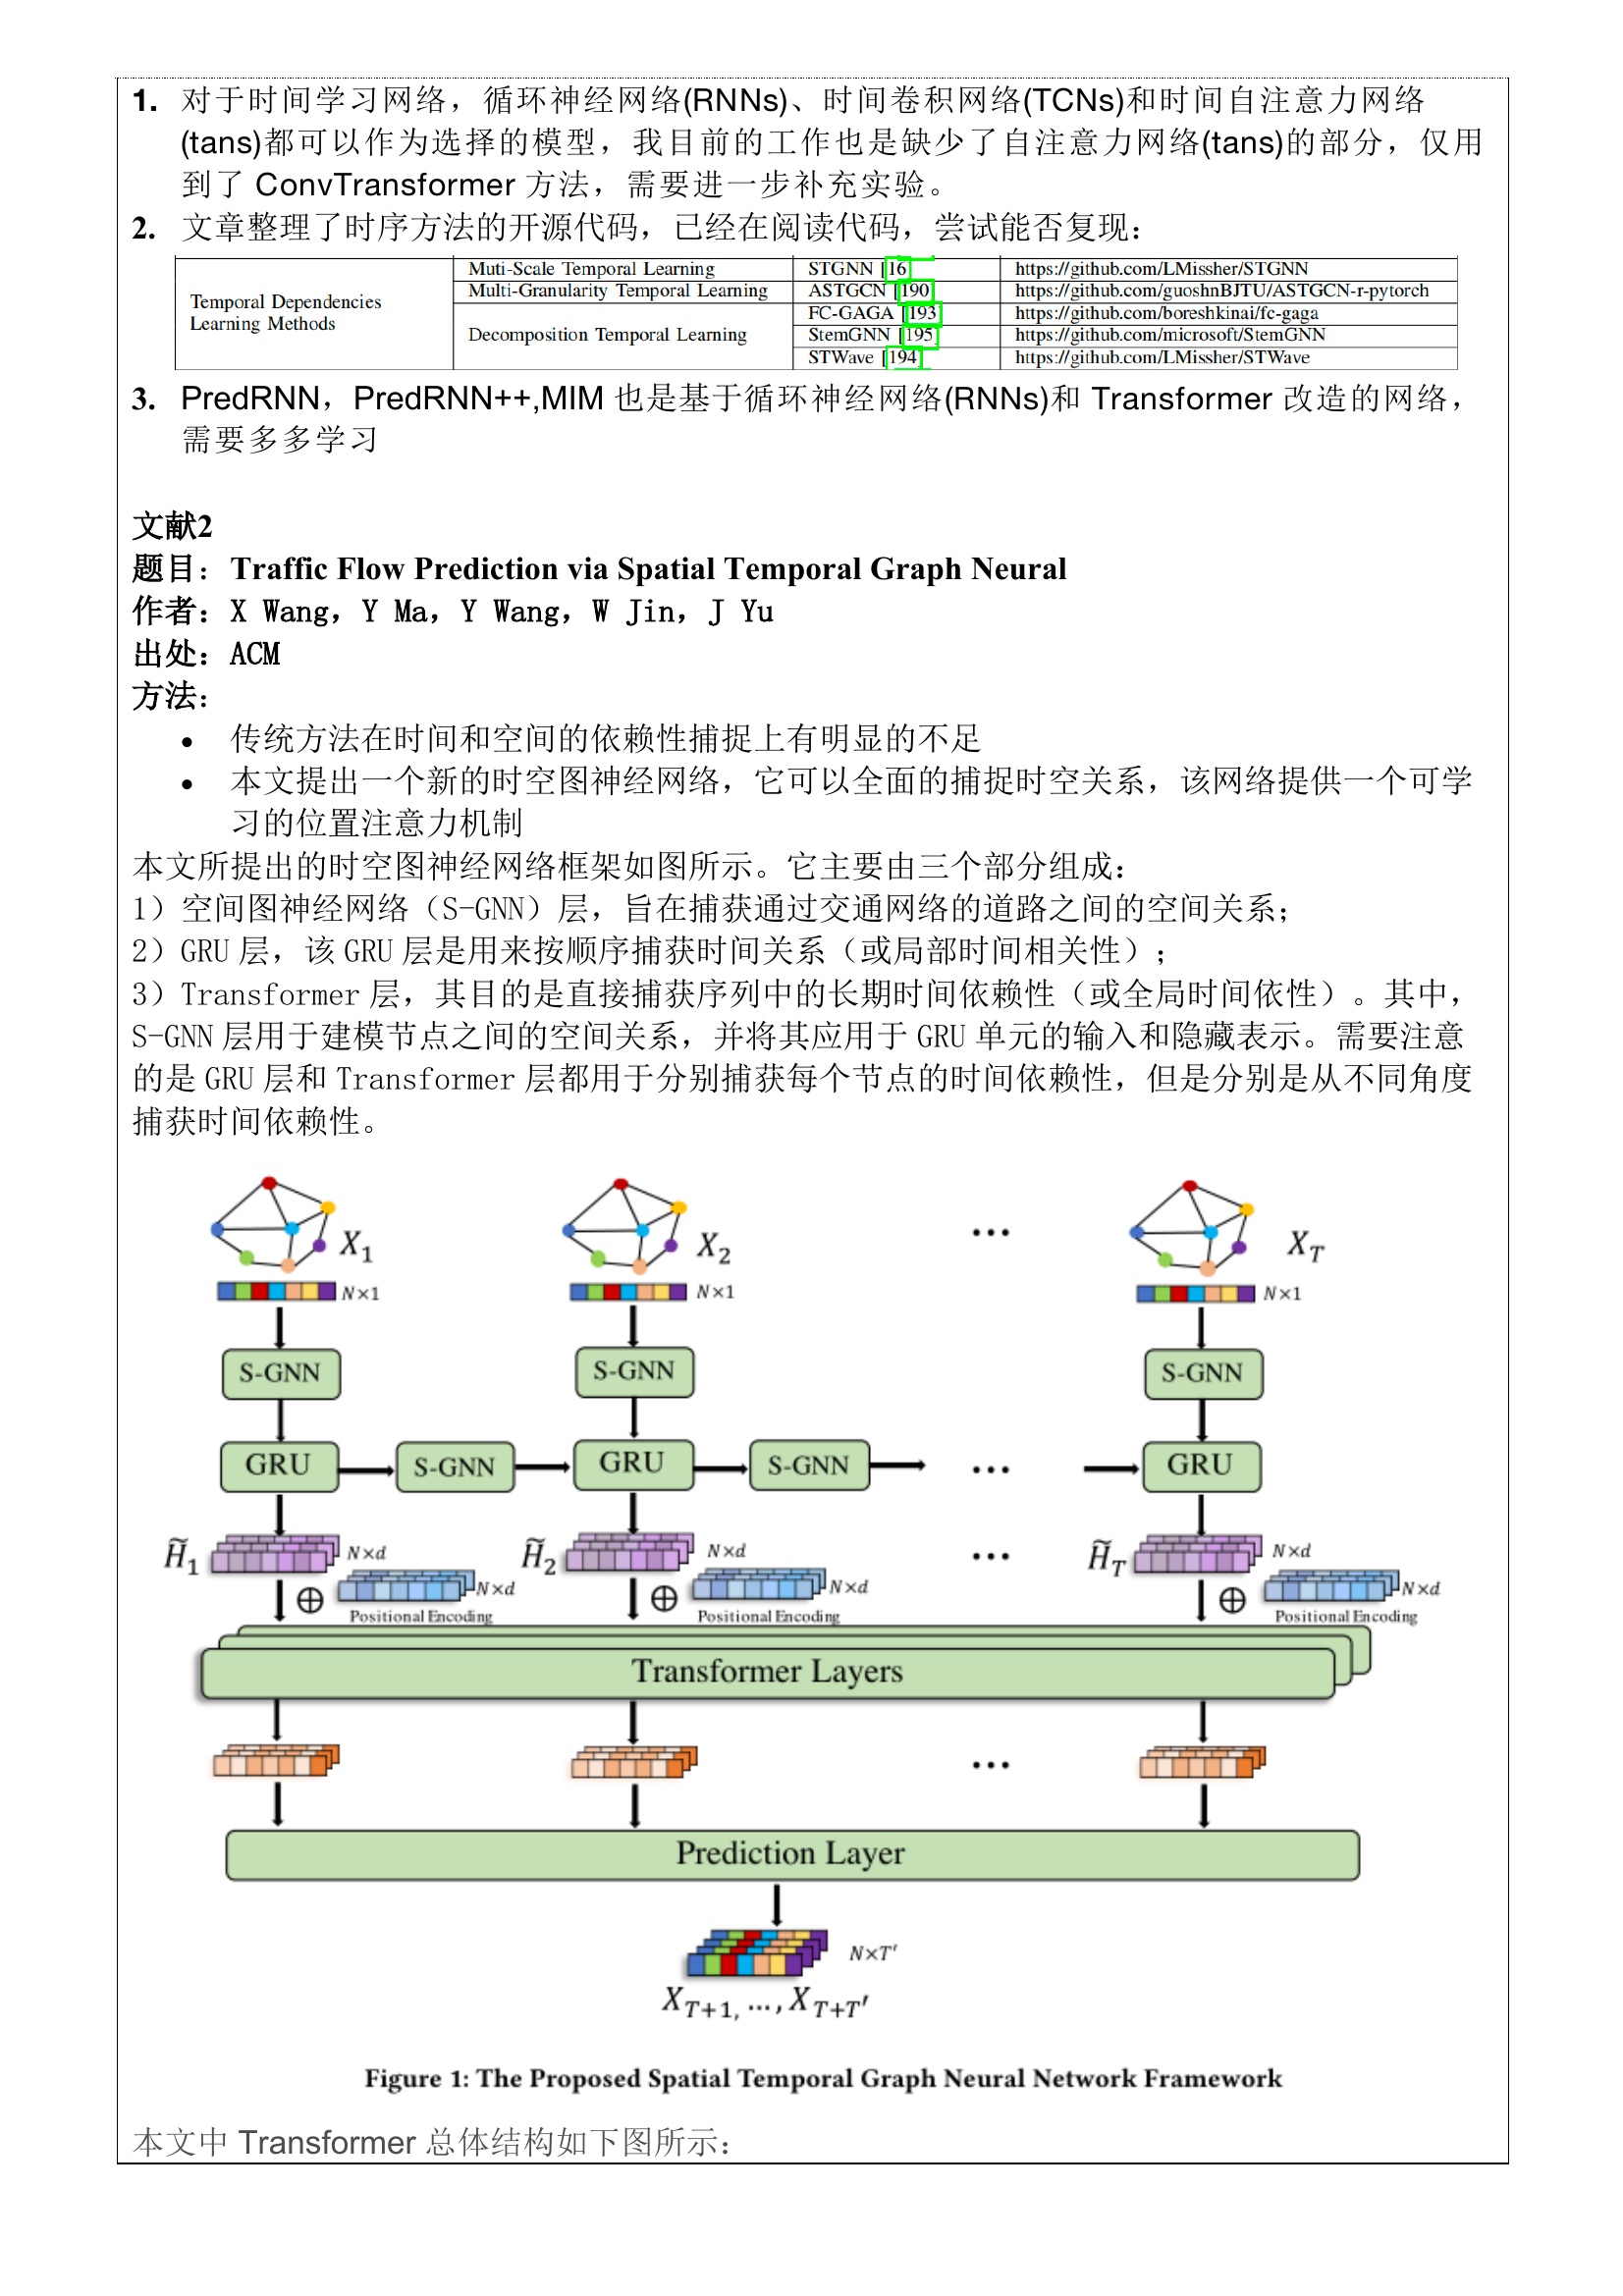 1. 对于时间学习网络，循环神经网络(RNNs)、时间卷积网络(TCNs)和时间自注意力网络
(tans)都可以作为选择的模型，我目前的工作也是缺少了自注意力网络(tans)的部分，仅用
到了 ConvTransformer 方法，需要进一步补充实验。
2. 文章整理了时序方法的开源代码，已经在阅读代码，尝试能否复现：
Temporal Dependencies
Learning Methods
Muti-Scale Temporal Learning STGNN [16] https://github.com/LMissher/STGNN
Multi-Granularity Temporal Learning ASTGCN [190] https://github.com/guoshnBJTU/ASTGCN-r-pytorch
Decomposition Temporal Learning
FC-GAGA [193] https://github.com/boreshkinai/fc-gaga
StemGNN [195] https://github.com/microsoft/StemGNN
STWave [194] https://github.com/LMissher/STWave
3. PredRNN，PredRNN++,MIM 也是基于循环神经网络(RNNs)和 Transformer 改造的网络，
需要多多学习
文献2
题目：Traffic Flow Prediction via Spatial Temporal Graph Neural
作者：X Wang，Y Ma，Y Wang，W Jin，J Yu
出处：ACM
方法：
• 传统方法在时间和空间的依赖性捕捉上有明显的不足
• 本文提出一个新的时空图神经网络，它可以全面的捕捉时空关系，该网络提供一个可学
习的位置注意力机制
本文所提出的时空图神经网络框架如图所示。它主要由三个部分组成：
1）空间图神经网络（S-GNN）层，旨在捕获通过交通网络的道路之间的空间关系；
2）GRU 层，该 GRU 层是用来按顺序捕获时间关系（或局部时间相关性）；
3）Transformer 层，其目的是直接捕获序列中的长期时间依赖性（或全局时间依性）。其中，
S-GNN 层用于建模节点之间的空间关系，并将其应用于 GRU 单元的输入和隐藏表示。需要注意
的是 GRU 层和 Transformer 层都用于分别捕获每个节点的时间依赖性，但是分别是从不同角度
捕获时间依赖性。
X₁ X₂ … X_T
N×1 N×1 N×1
S-GNN S-GNN S-GNN
GRU S-GNN GRU S-GNN … GRU
H̃₁ N×d H̃₂ N×d … H̃_T N×d
⊕ N×d ⊕ N×d ⊕ N×d
Positional Encoding Positional Encoding Positional Encoding
Transformer Layers
…
Prediction Layer
N×T′
X_{T+1}, …, X_{T+T′}
Figure 1: The Proposed Spatial Temporal Graph Neural Network Framework
本文中 Transformer 总体结构如下图所示：